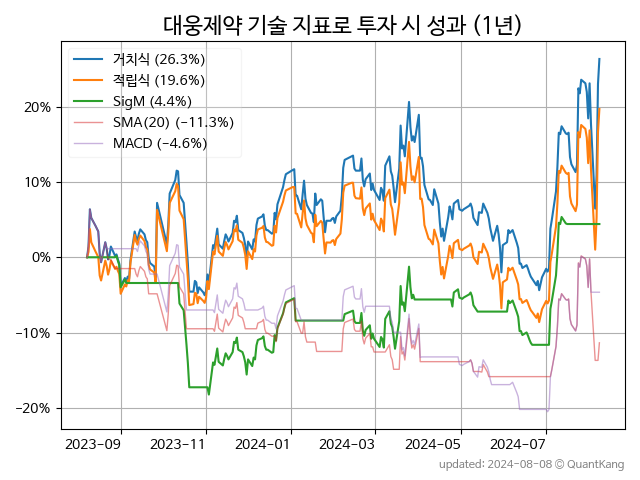 대웅제약 기술 지표로 투자 시 성과 (1년)
거치식 (26.3%)
적립식 (19.6%)
SigM (4.4%)
SMA(20) (−11.3%)
MACD (−4.6%)
20%
10%
0%
−10%
−20%
2023-09 2023-11 2024-01 2024-03 2024-05 2024-07
updated: 2024-08-08 © QuantKang